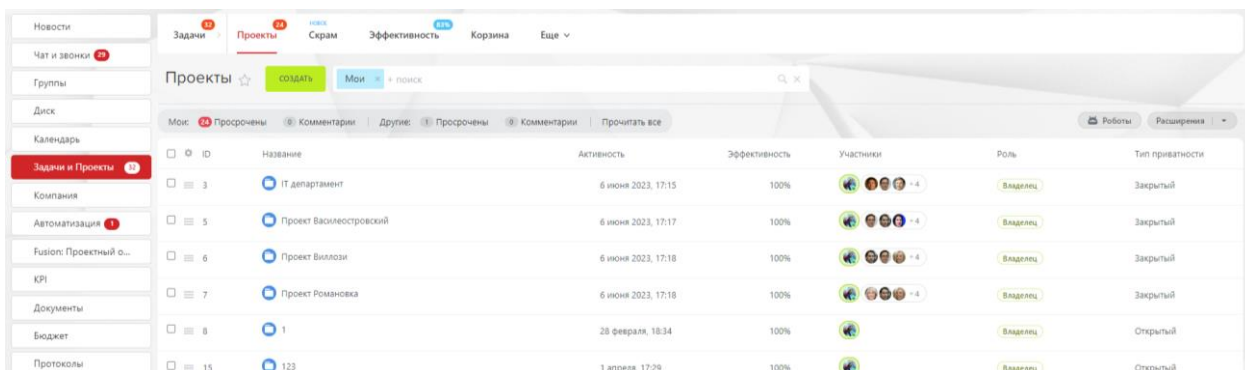 Новости
Чат и звонки 29
Группы
Диск
Календарь
Задачи и Проекты 32
Компания
Автоматизация 1
Fusion: Проектный о...
KPI
Документы
Бюджет
Протоколы
Задачи 32 Проекты 24 НОВОЕ Скрам Эффективность 83% Корзина Еще
Проекты СОЗДАТЬ Мои × + поиск
Мои: 24 Просрочены 0 Комментарии Другие: 1 Просрочены 0 Комментарии Прочитать все Роботы Расширения
ID Название Активность Эффективность Участники Роль Тип приватности
3 IT департамент 6 июня 2023, 17:15 100% +4 Владелец Закрытый
5 Проект Василеостровский 6 июня 2023, 17:17 100% +4 Владелец Закрытый
6 Проект Виллози 6 июня 2023, 17:18 100% +4 Владелец Закрытый
7 Проект Романовка 6 июня 2023, 17:18 100% +4 Владелец Закрытый
8 1 28 февраля, 18:34 100% Владелец Открытый
15 123 1 апреля, 17:29 100% Владелец Открытый